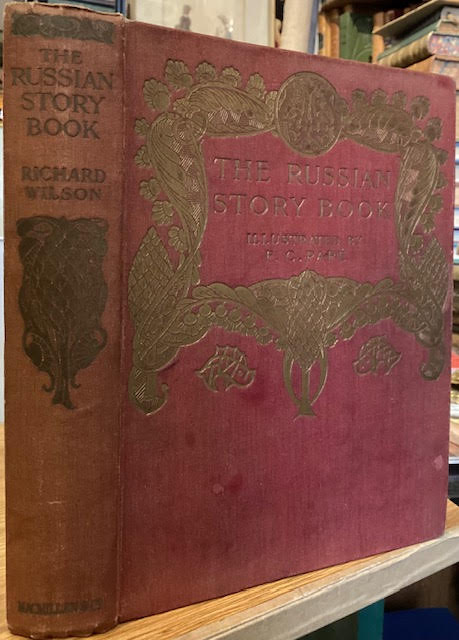 THE
RUSSIAN
STORY
BOOK
RICHARD
WILSON
MACMILLAN & Co
THE RUSSIAN
STORY BOOK
ILLUSTRATED BY
F. C. PAPÉ